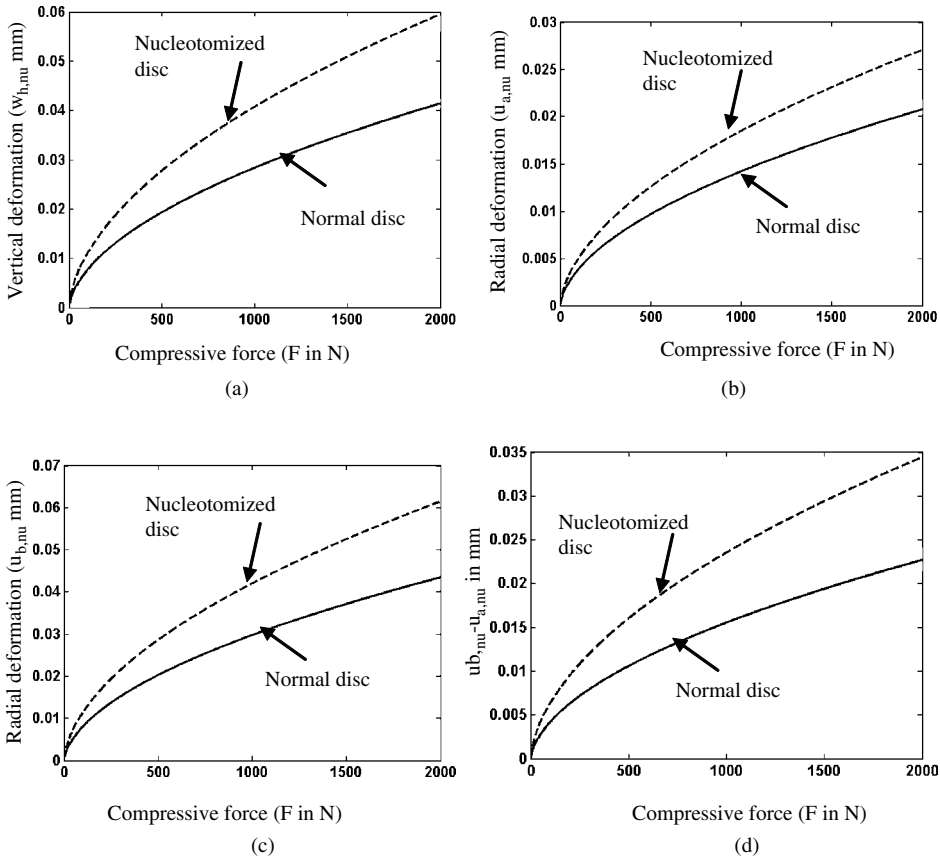 Vertical deformation (w_h,nu mm)
0.06
0.05
0.04
0.03
0.02
0.01
0
Nucleotomized
disc
Normal disc
0
500
1000
1500
2000
Compressive force (F in N)
(a)
Radial deformation (u_a,nu mm)
0.03
0.025
0.02
0.015
0.01
0.005
0
Nucleotomized
disc
Normal disc
0
500
1000
1500
2000
Compressive force (F in N)
(b)
Radial deformation (u_b,nu mm)
0.07
0.06
0.05
0.04
0.03
0.02
0.01
0
Nucleotomized
disc
Normal disc
0
500
1000
1500
2000
Compressive force (F in N)
(c)
ub,_nu-u_a,nu in mm
0.035
0.03
0.025
0.02
0.015
0.01
0.005
0
Nucleotomized
disc
Normal disc
0
500
1000
1500
2000
Compressive force (F in N)
(d)